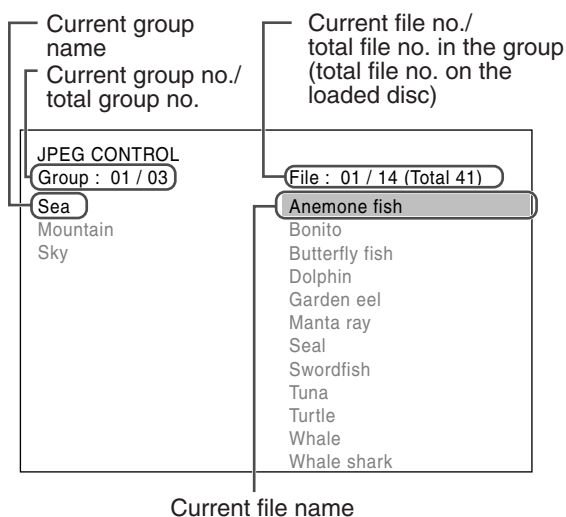 Current group
name
Current group no./
total group no.
Current file no./
total file no. in the group
(total file no. on the
loaded disc)
JPEG CONTROL
Group : 01 / 03
Sea
Mountain
Sky
File : 01 / 14 (Total 41)
Anemone fish
Bonito
Butterfly fish
Dolphin
Garden eel
Manta ray
Seal
Swordfish
Tuna
Turtle
Whale
Whale shark
Current file name